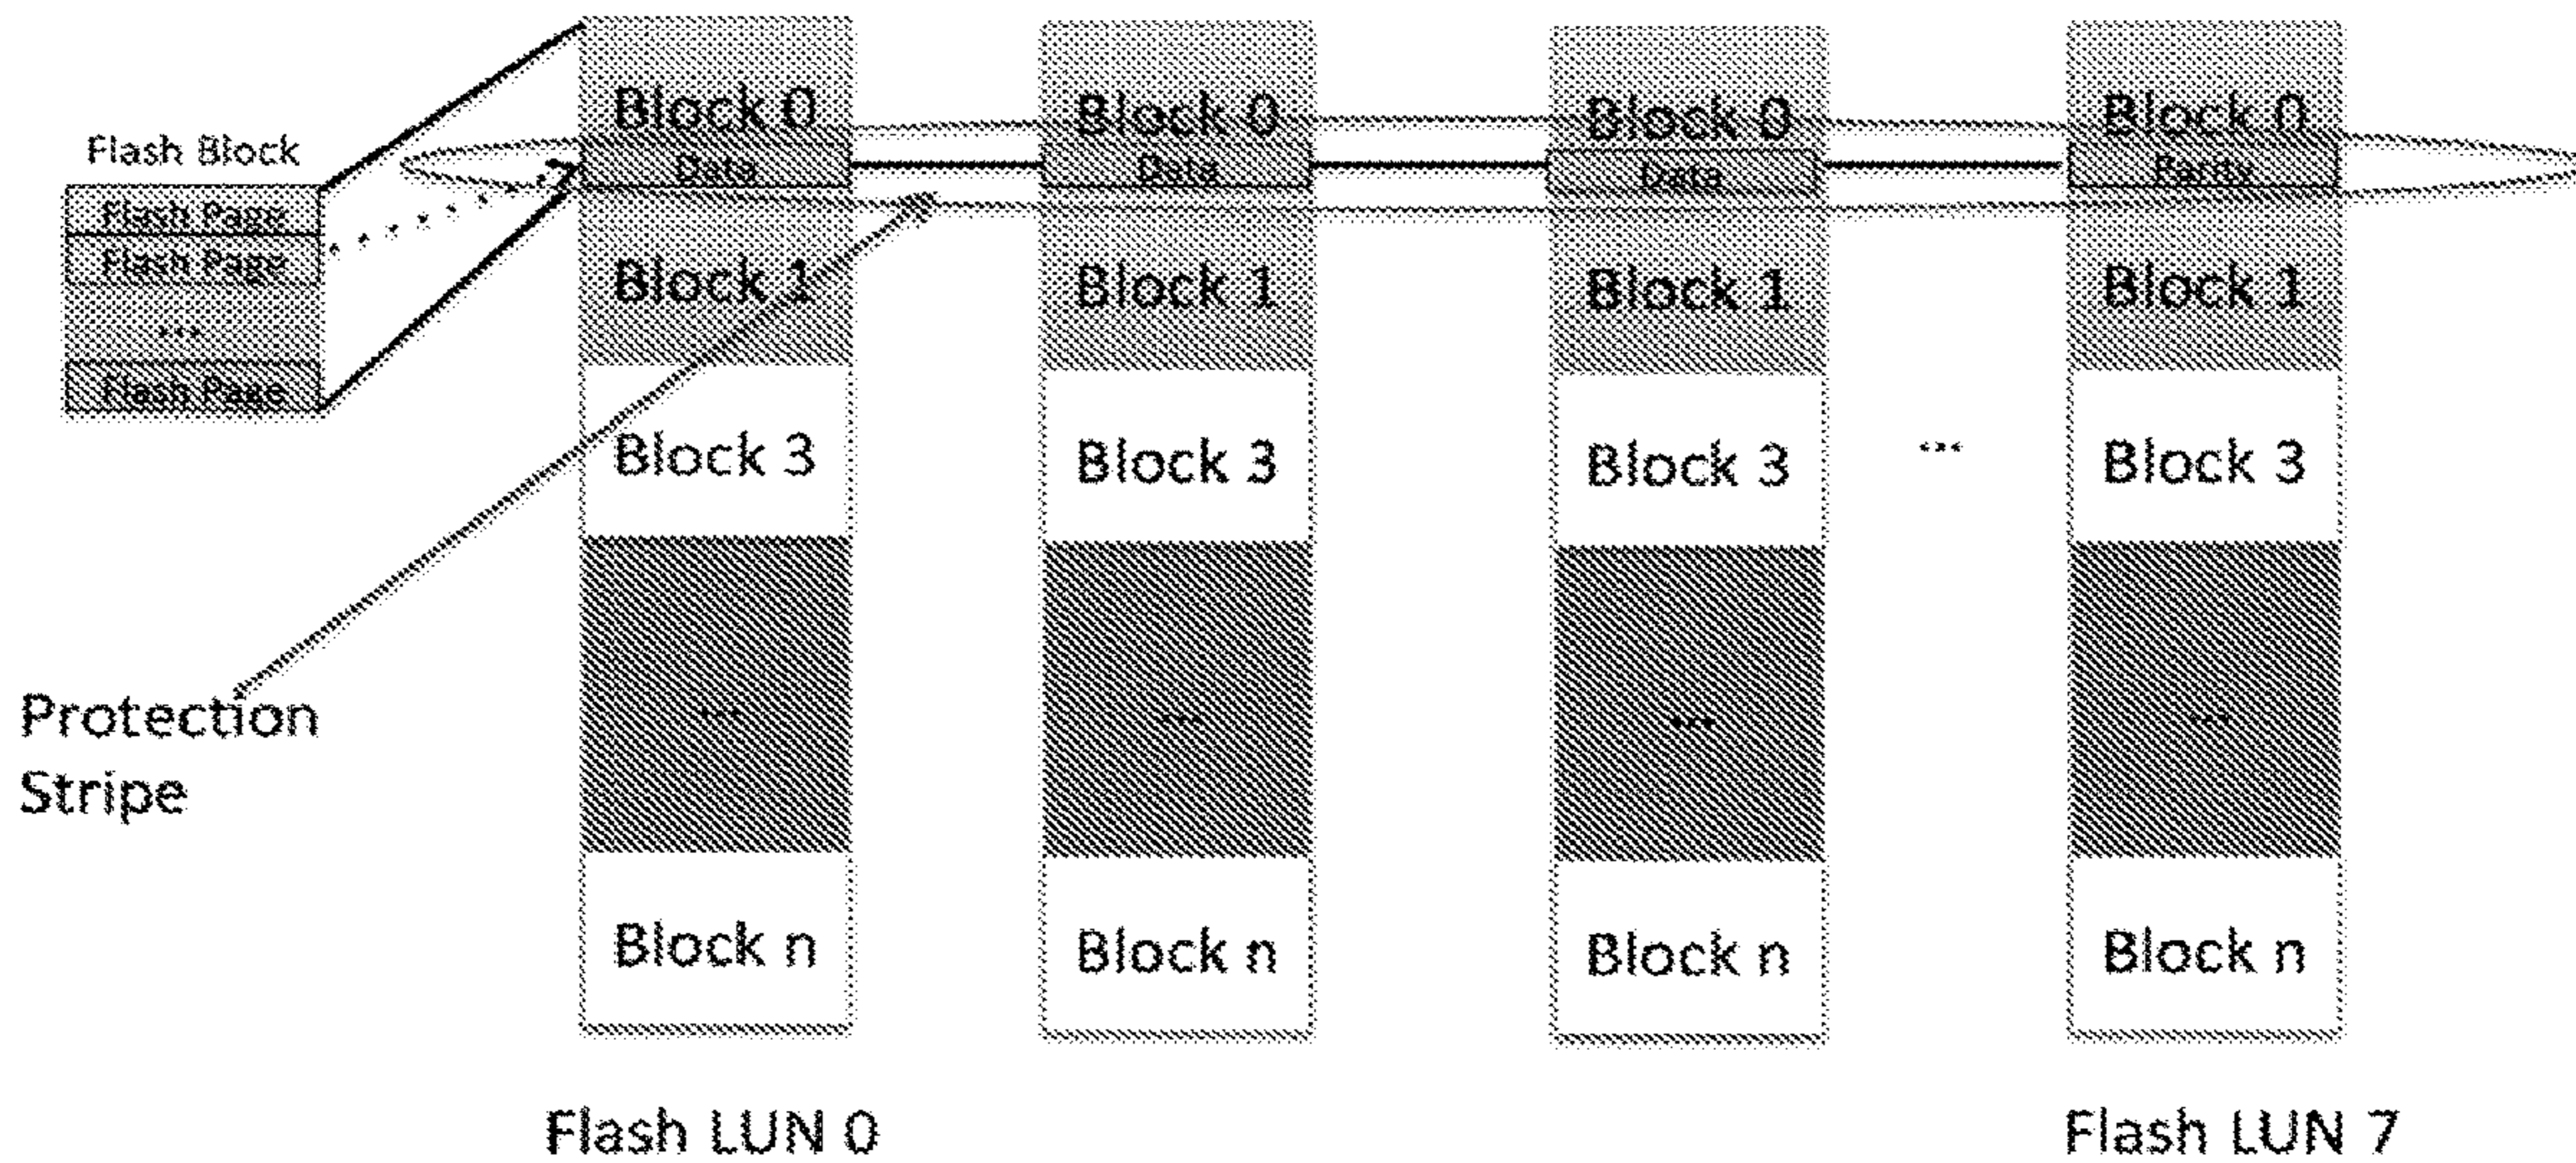 Flash Block
Flash Page
Flash Page
...
Flash Page
Protection
Stripe
Block 0
Data
Block 1
Block 3
...
Block n
Flash LUN 0
Block 0
Data
Block 1
Block 3
...
Block n
Block 0
Data
Block 1
Block 3
...
Block n
...
Block 0
Parity
Block 1
Block 3
...
Block n
Flash LUN 7